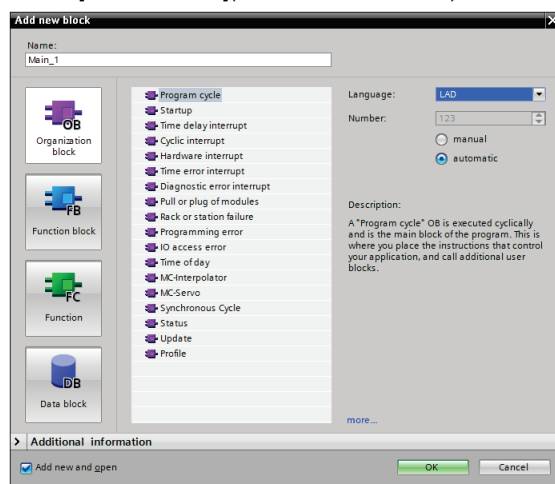 Add new block
X
Name:
Main_1
OB
Organization
block
FB
Function block
FC
Function
DB
Data block
Program cycle
Startup
Time delay interrupt
Cyclic interrupt
Hardware interrupt
Time error interrupt
Diagnostic error interrupt
Pull or plug of modules
Rack or station failure
Programming error
IO access error
Time of day
MC-Interpolator
MC-Servo
Synchronous Cycle
Status
Update
Profile
Language:
LAD
Number:
123
manual
automatic
Description:
A "Program cycle" OB is executed cyclically
and is the main block of the program. This is
where you place the instructions that control
your application, and call additional user
blocks.
more...
> Additional information
Add new and open
OK
Cancel